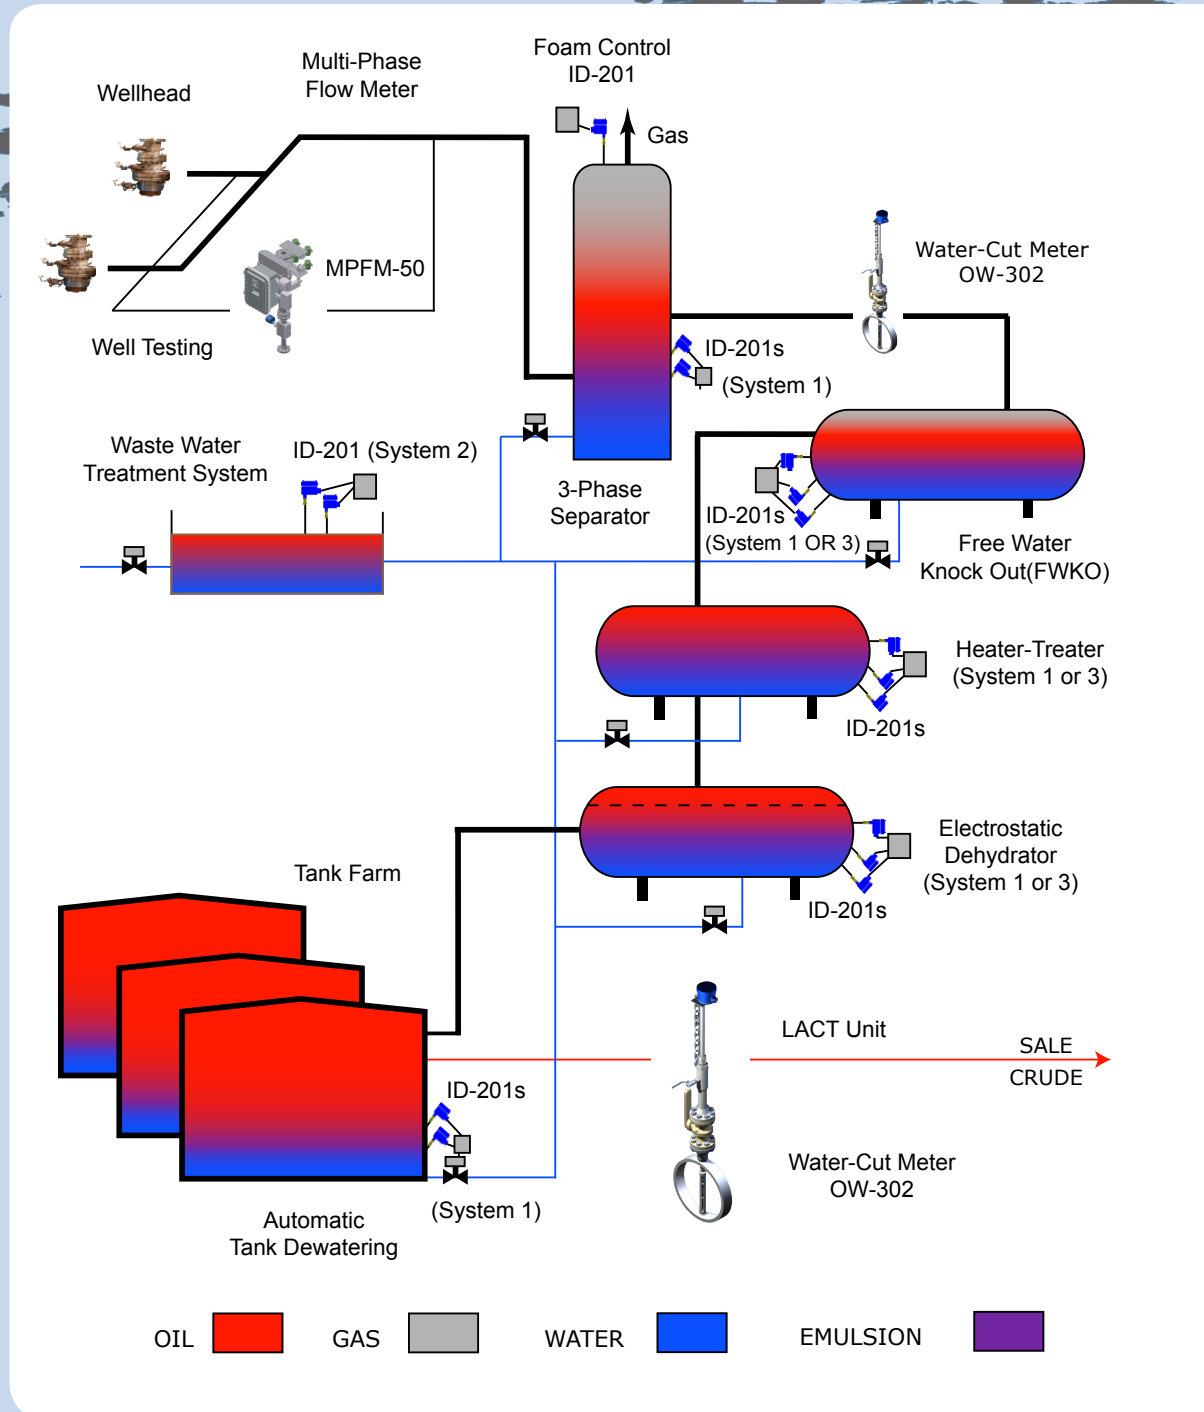 Foam Control
ID-201
Multi-Phase
Flow Meter
Wellhead
Gas
Water-Cut Meter
OW-302
MPFM-50
Well Testing
ID-201s
(System 1)
Waste Water
Treatment System
ID-201 (System 2)
3-Phase
Separator
ID-201s
(System 1 OR 3)
Free Water
Knock Out(FWKO)
Heater-Treater
(System 1 or 3)
ID-201s
Electrostatic
Dehydrator
(System 1 or 3)
ID-201s
Tank Farm
LACT Unit
SALE
CRUDE
ID-201s
Water-Cut Meter
OW-302
(System 1)
Automatic
Tank Dewatering
OIL
GAS
WATER
EMULSION